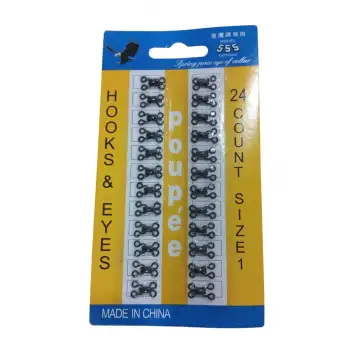 555
Spring press eye of collar
HOOKS & EYES
poupée
24 COUNT SIZE 1
MADE IN CHINA